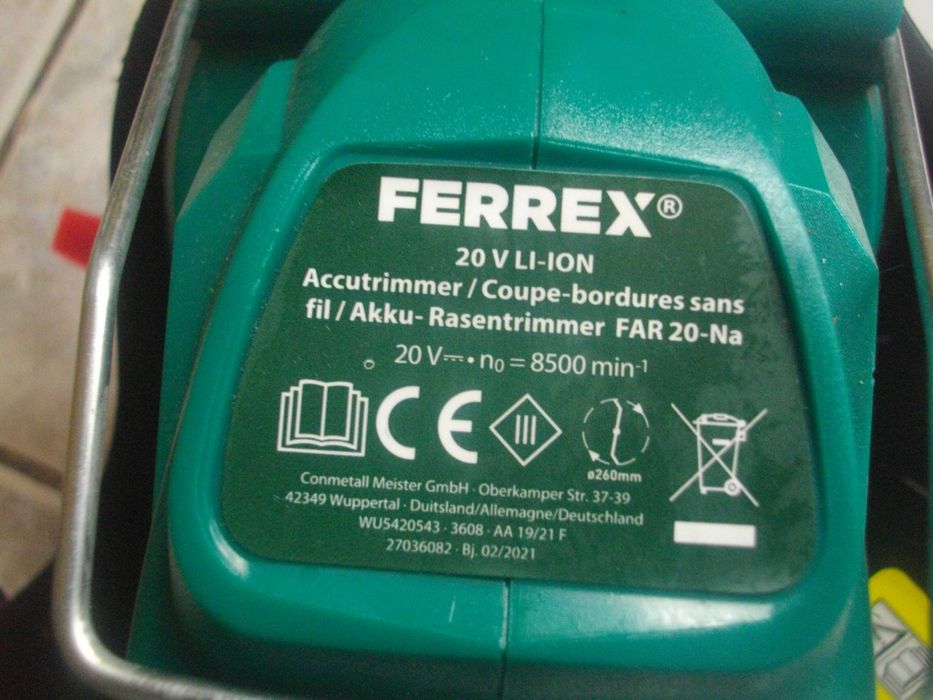 FERREX®
20 V LI-ION
Accutrimmer / Coupe-bordures sans
fil / Akku- Rasentrimmer FAR 20-Na
20 V⎓ • n₀ = 8500 min⁻¹
CE
III
ø260mm
Conmetall Meister GmbH · Oberkamper Str. 37-39
42349 Wuppertal · Duitsland/Allemagne/Deutschland
WU5420543 · 3608 · AA 19/21 F
27036082 · Bj. 02/2021